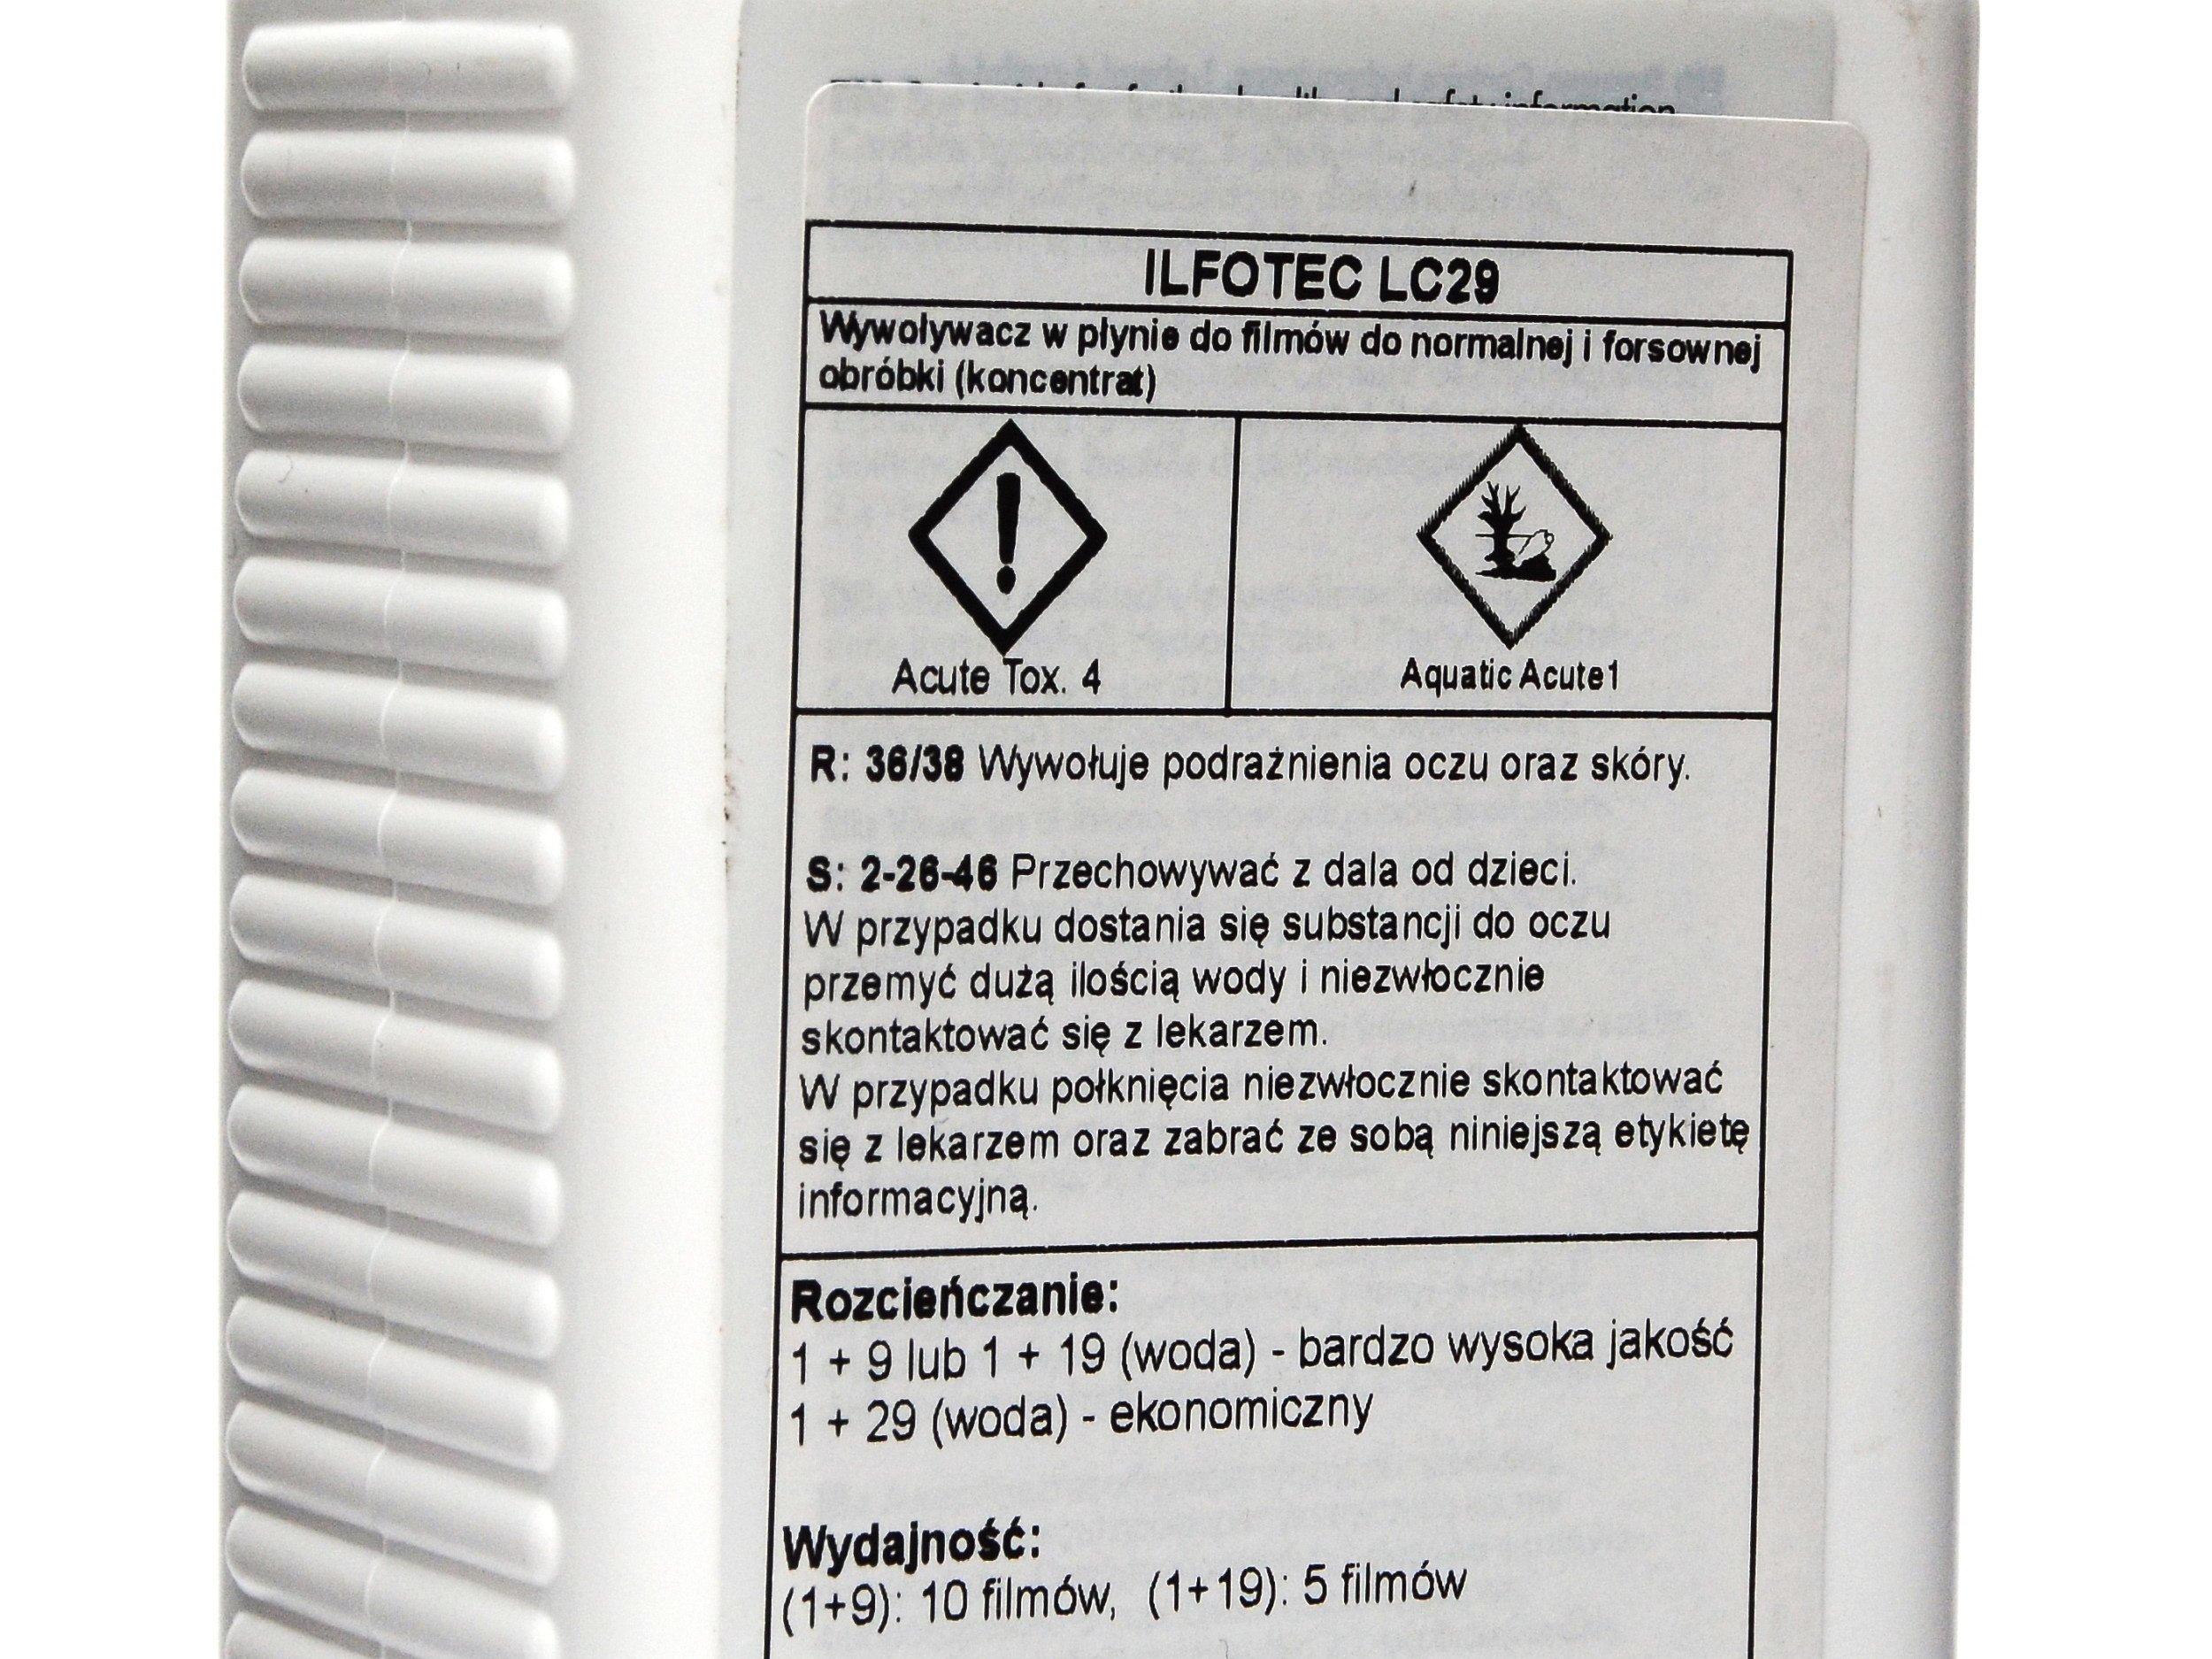 information
ILFOTEC LC29
Wywoływacz w płynie do filmów do normalnej i forsownej
obróbki (koncentrat)
Acute Tox. 4
Aquatic Acute1
R: 36/38 Wywołuje podrażnienia oczu oraz skóry.
S: 2-26-46 Przechowywać z dala od dzieci.
W przypadku dostania się substancji do oczu
przemyć dużą ilością wody i niezwłocznie
skontaktować się z lekarzem.
W przypadku połknięcia niezwłocznie skontaktować
się z lekarzem oraz zabrać ze sobą niniejszą etykietę
informacyjną.
Rozcieńczanie:
1 + 9 lub 1 + 19 (woda) - bardzo wysoka jakość
1 + 29 (woda) - ekonomiczny
Wydajność:
(1+9): 10 filmów, (1+19): 5 filmów